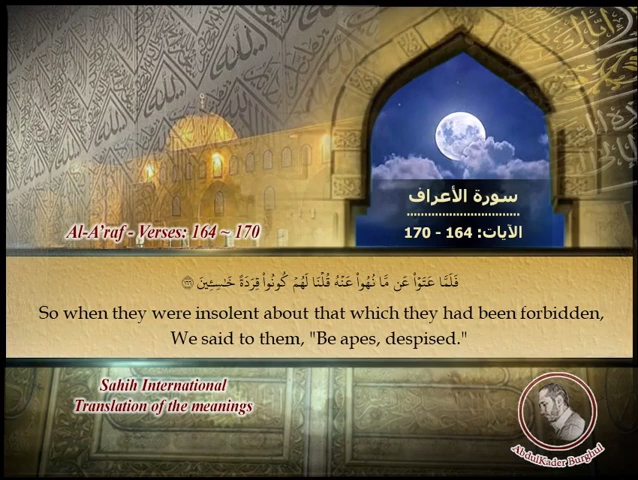 سورة الأعراف
الآيات: 164 - 170
Al-A'raf - Verses: 164 ~ 170
فَلَمَّا عَتَوْا۟ عَن مَّا نُهُوا۟ عَنْهُ قُلْنَا لَهُمْ كُونُوا۟ قِرَدَةً خَٰسِـِٔينَ ١٦٦
So when they were insolent about that which they had been forbidden,
We said to them, "Be apes, despised."
Sahih International
Translation of the meanings
AbdulKader Burghul